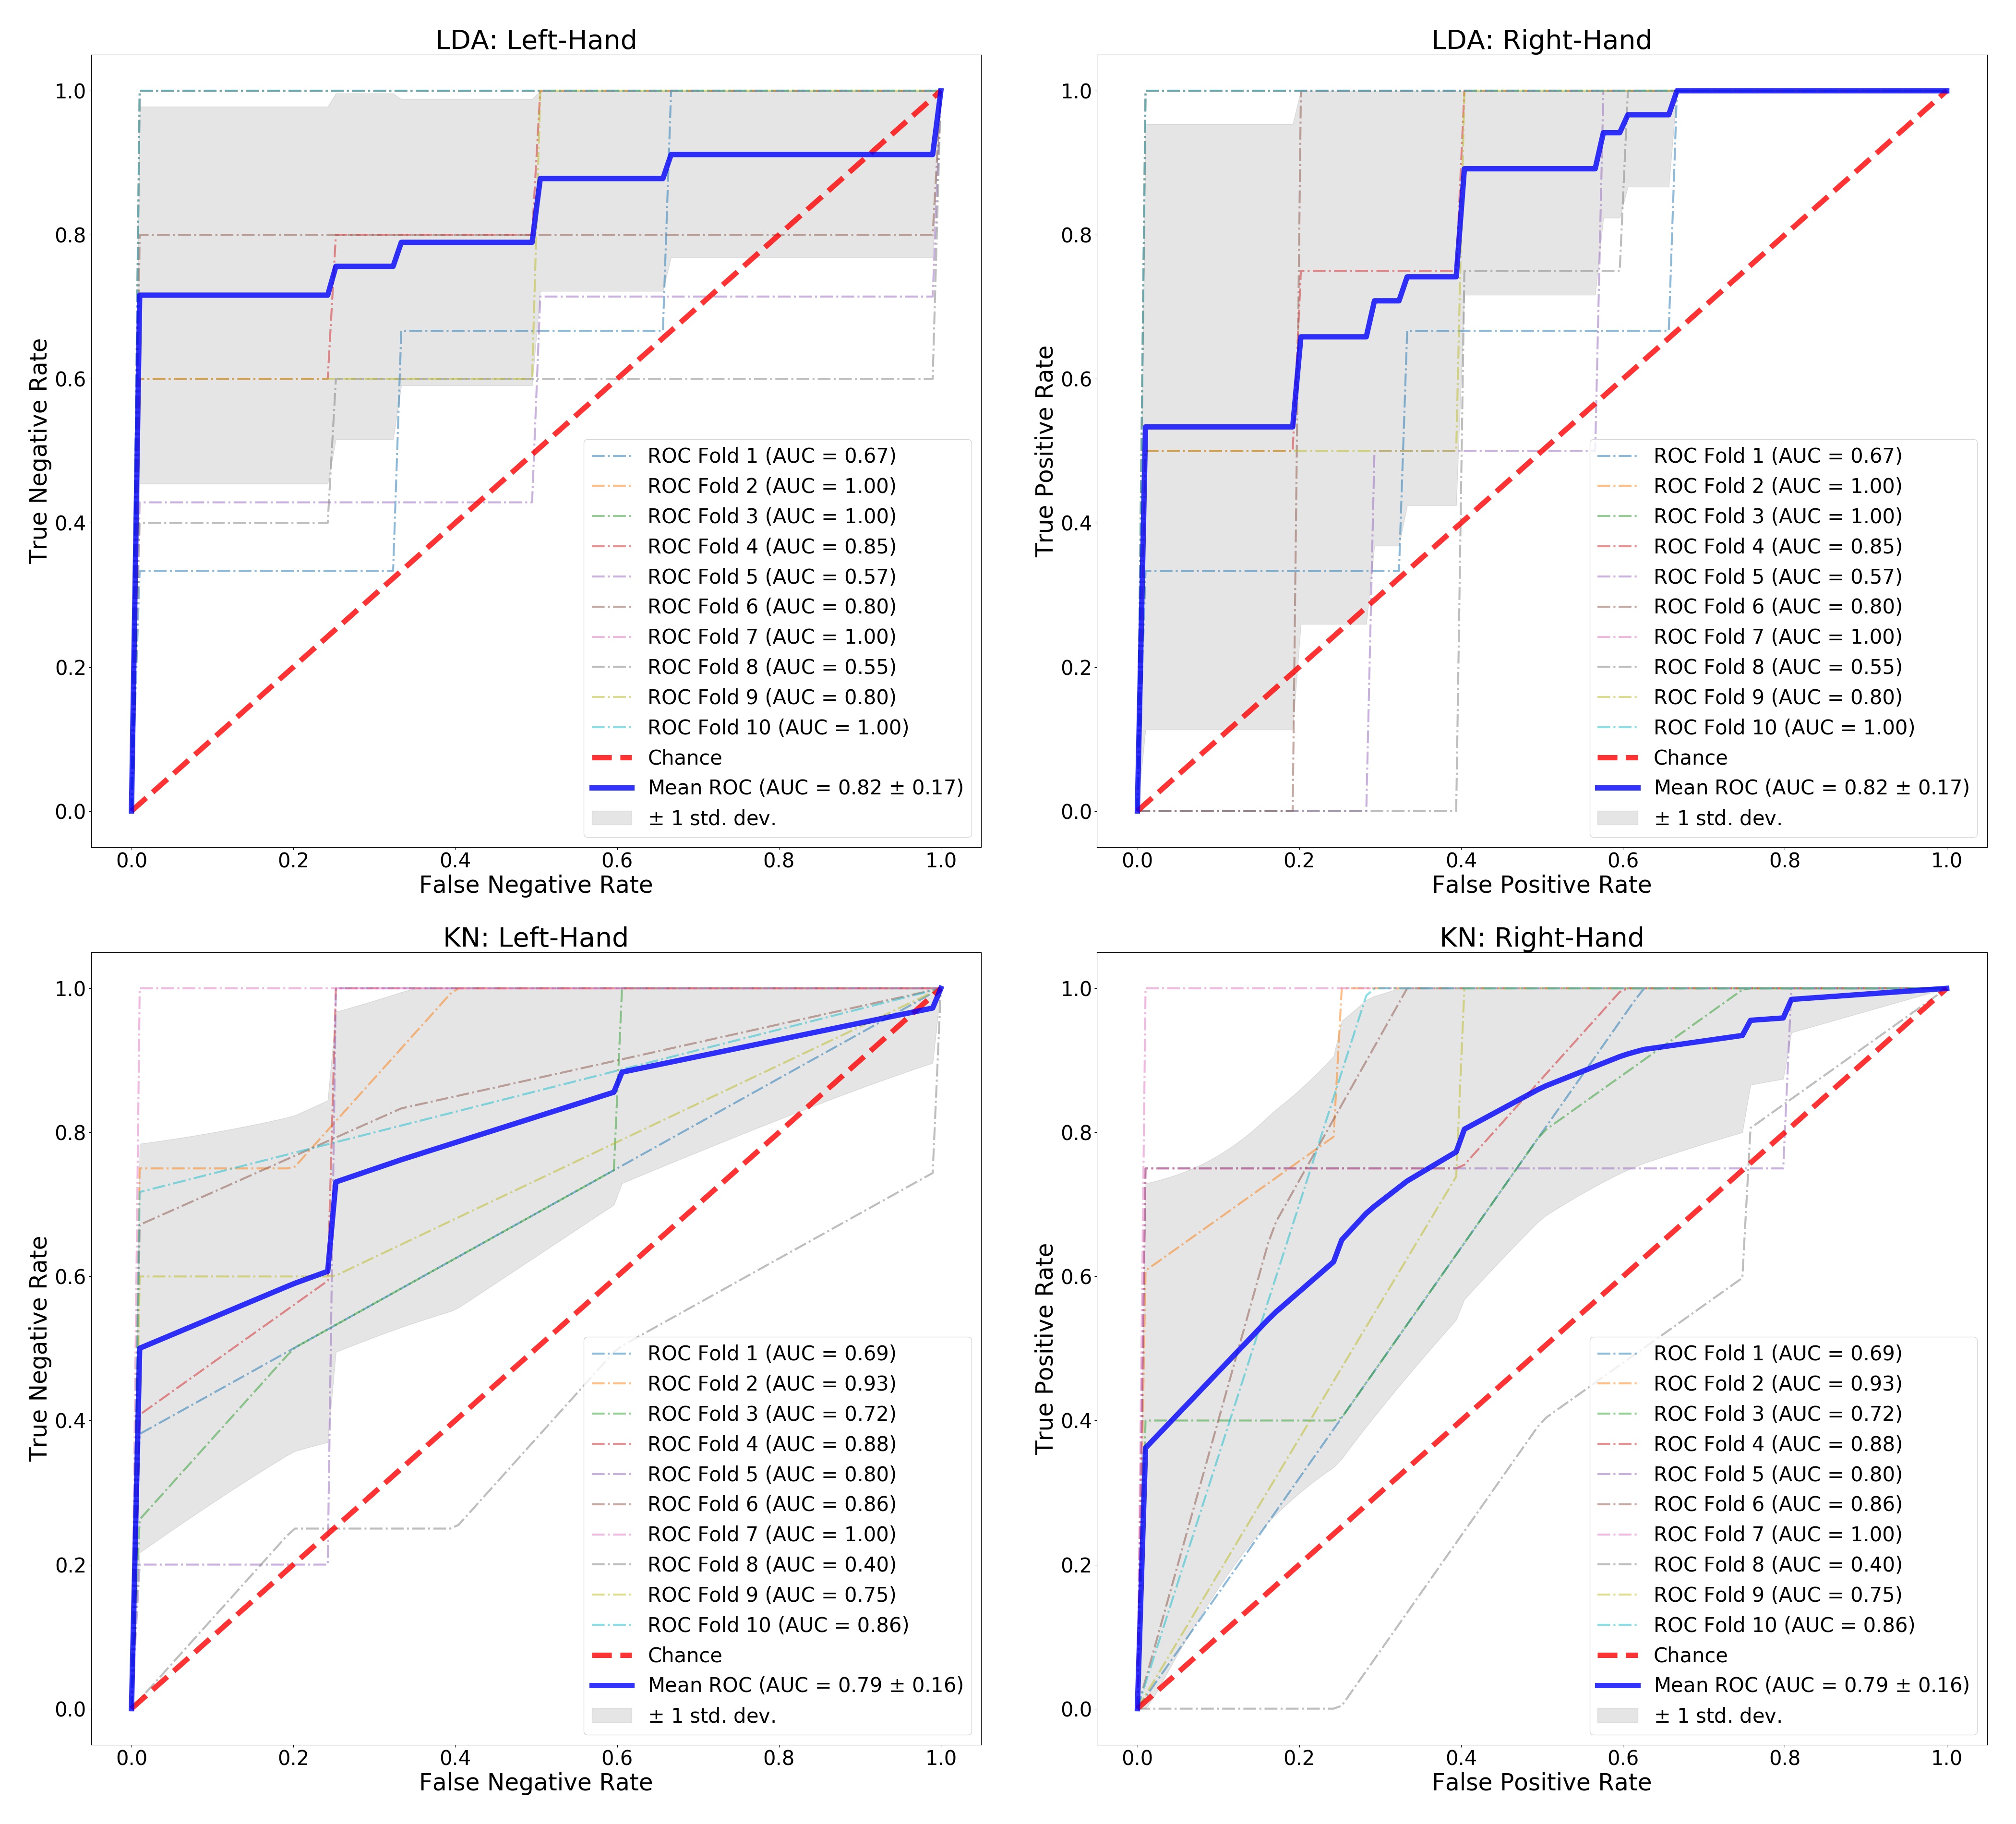 LDA: Left-Hand
True Negative Rate
1.0
0.8
0.6
0.4
0.2
0.0
ROC Fold 1 (AUC = 0.67)
ROC Fold 2 (AUC = 1.00)
ROC Fold 3 (AUC = 1.00)
ROC Fold 4 (AUC = 0.85)
ROC Fold 5 (AUC = 0.57)
ROC Fold 6 (AUC = 0.80)
ROC Fold 7 (AUC = 1.00)
ROC Fold 8 (AUC = 0.55)
ROC Fold 9 (AUC = 0.80)
ROC Fold 10 (AUC = 1.00)
Chance
Mean ROC (AUC = 0.82 ± 0.17)
± 1 std. dev.
0.0 0.2 0.4 0.6 0.8 1.0
False Negative Rate
LDA: Right-Hand
True Positive Rate
1.0
0.8
0.6
0.4
0.2
0.0
ROC Fold 1 (AUC = 0.67)
ROC Fold 2 (AUC = 1.00)
ROC Fold 3 (AUC = 1.00)
ROC Fold 4 (AUC = 0.85)
ROC Fold 5 (AUC = 0.57)
ROC Fold 6 (AUC = 0.80)
ROC Fold 7 (AUC = 1.00)
ROC Fold 8 (AUC = 0.55)
ROC Fold 9 (AUC = 0.80)
ROC Fold 10 (AUC = 1.00)
Chance
Mean ROC (AUC = 0.82 ± 0.17)
± 1 std. dev.
0.0 0.2 0.4 0.6 0.8 1.0
False Positive Rate
KN: Left-Hand
True Negative Rate
1.0
0.8
0.6
0.4
0.2
0.0
ROC Fold 1 (AUC = 0.69)
ROC Fold 2 (AUC = 0.93)
ROC Fold 3 (AUC = 0.72)
ROC Fold 4 (AUC = 0.88)
ROC Fold 5 (AUC = 0.80)
ROC Fold 6 (AUC = 0.86)
ROC Fold 7 (AUC = 1.00)
ROC Fold 8 (AUC = 0.40)
ROC Fold 9 (AUC = 0.75)
ROC Fold 10 (AUC = 0.86)
Chance
Mean ROC (AUC = 0.79 ± 0.16)
± 1 std. dev.
0.0 0.2 0.4 0.6 0.8 1.0
False Negative Rate
KN: Right-Hand
True Positive Rate
1.0
0.8
0.6
0.4
0.2
0.0
ROC Fold 1 (AUC = 0.69)
ROC Fold 2 (AUC = 0.93)
ROC Fold 3 (AUC = 0.72)
ROC Fold 4 (AUC = 0.88)
ROC Fold 5 (AUC = 0.80)
ROC Fold 6 (AUC = 0.86)
ROC Fold 7 (AUC = 1.00)
ROC Fold 8 (AUC = 0.40)
ROC Fold 9 (AUC = 0.75)
ROC Fold 10 (AUC = 0.86)
Chance
Mean ROC (AUC = 0.79 ± 0.16)
± 1 std. dev.
0.0 0.2 0.4 0.6 0.8 1.0
False Positive Rate